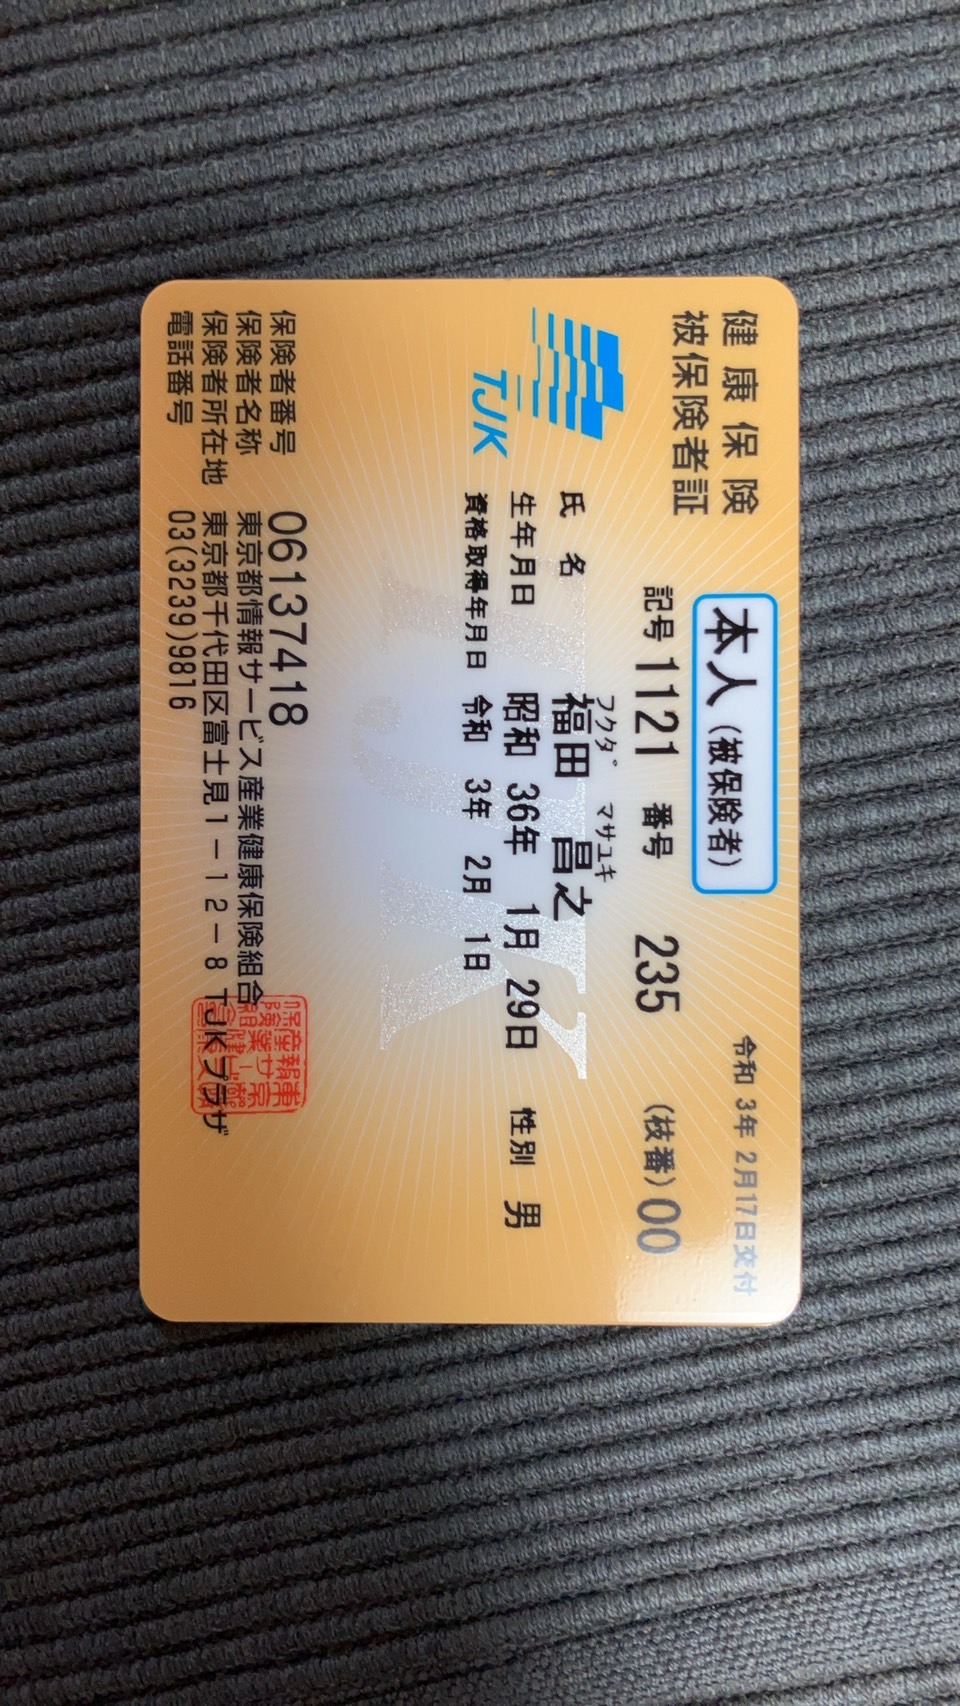 健康保険
被保険者証
本人(被保険者)
令和 3年 2月17日交付
記号 1121 番号 235 (枝番) 00
フクダ マサユキ
氏名 福田 昌之
生年月日 昭和 36年 1月 29日 性別 男
資格取得年月日 令和 3年 2月 1日
TJK
TJK
保険者番号 06137418
保険者名称 東京都情報サービス産業健康保険組合
保険者所在地 東京都千代田区富士見1-12-8 TJKプラザ
電話番号 03(3239)9816